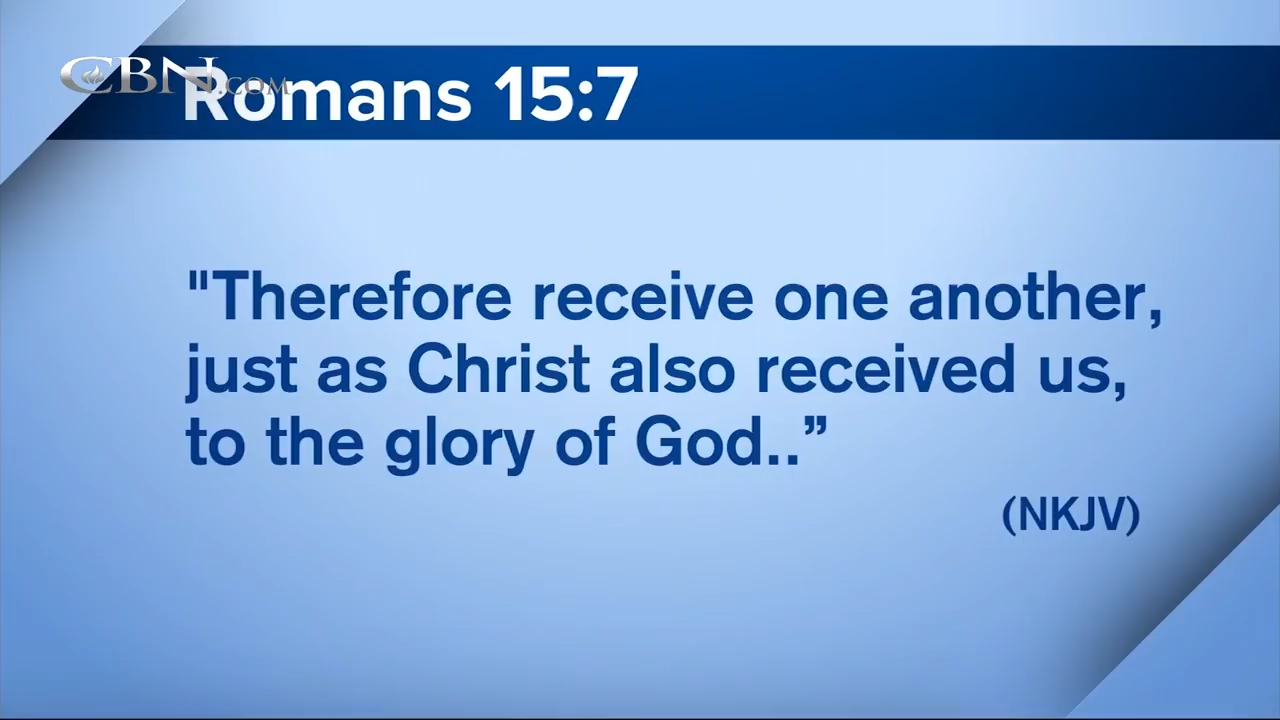 CBN.COM
Romans 15:7
"Therefore receive one another,
just as Christ also received us,
to the glory of God..”
(NKJV)